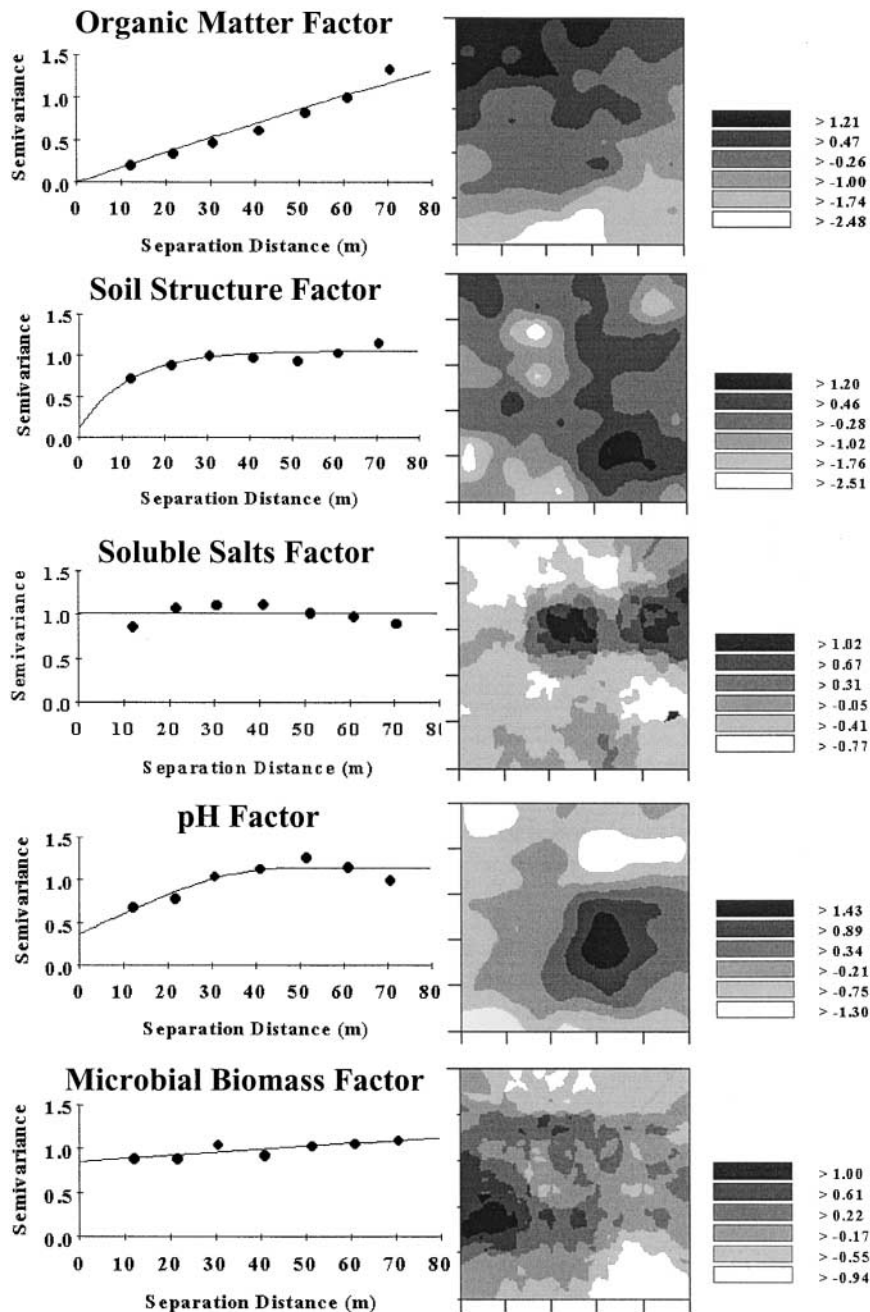 Organic Matter Factor
Semivariance
1.5
1.0
0.5
0.0
0 10 20 30 40 50 60 70 80
Separation Distance (m)
> 1.21
> 0.47
> -0.26
> -1.00
> -1.74
> -2.48
Soil Structure Factor
Semivariance
1.5
1.0
0.5
0.0
0 10 20 30 40 50 60 70 80
Separation Distance (m)
> 1.20
> 0.46
> -0.28
> -1.02
> -1.76
> -2.51
Soluble Salts Factor
Semivariance
1.5
1.0
0.5
0.0
0 10 20 30 40 50 60 70 80
Separation Distance (m)
> 1.02
> 0.67
> 0.31
> -0.05
> -0.41
> -0.77
pH Factor
Semivariance
1.5
1.0
0.5
0.0
0 10 20 30 40 50 60 70 80
Separation Distance (m)
> 1.43
> 0.89
> 0.34
> -0.21
> -0.75
> -1.30
Microbial Biomass Factor
Semivariance
1.5
1.0
0.5
0.0
0 10 20 30 40 50 60 70 80
Separation Distance (m)
> 1.00
> 0.61
> 0.22
> -0.17
> -0.55
> -0.94